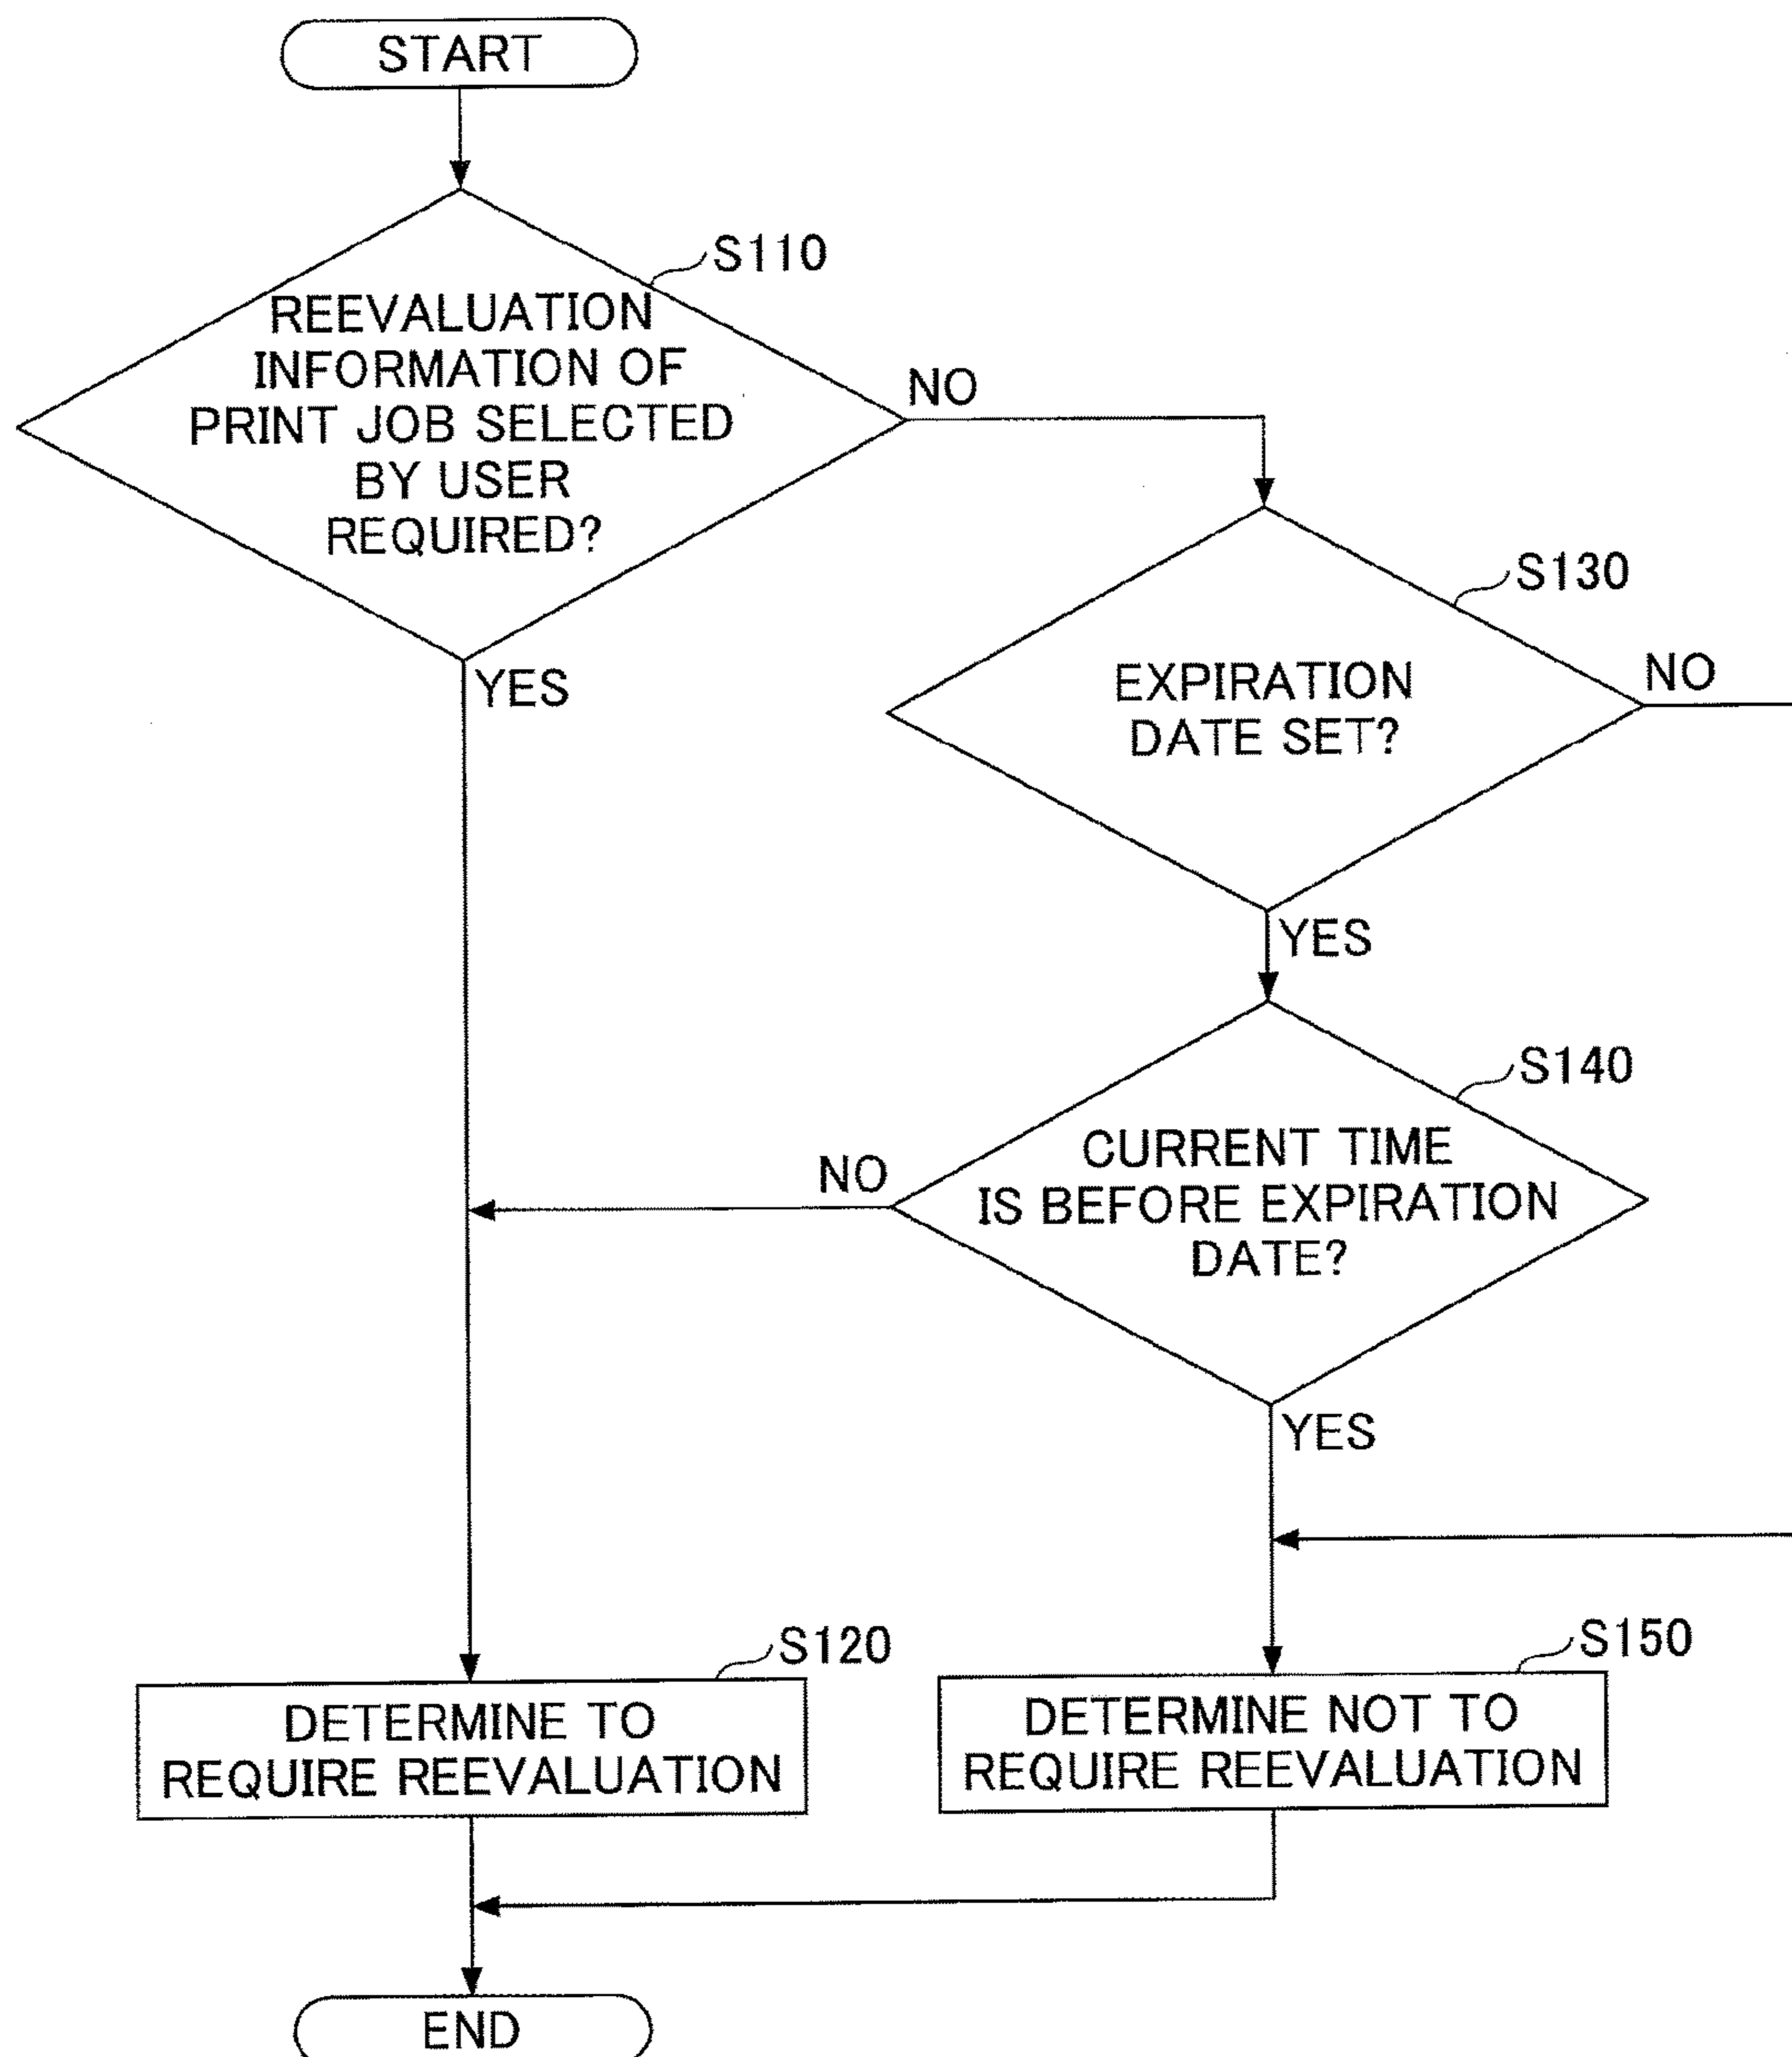 START
S110
REEVALUATION
INFORMATION OF
PRINT JOB SELECTED
BY USER
REQUIRED?
NO
YES
S130
EXPIRATION
DATE SET?
NO
YES
S140
CURRENT TIME
IS BEFORE EXPIRATION
DATE?
NO
YES
S120
DETERMINE TO
REQUIRE REEVALUATION
S150
DETERMINE NOT TO
REQUIRE REEVALUATION
END